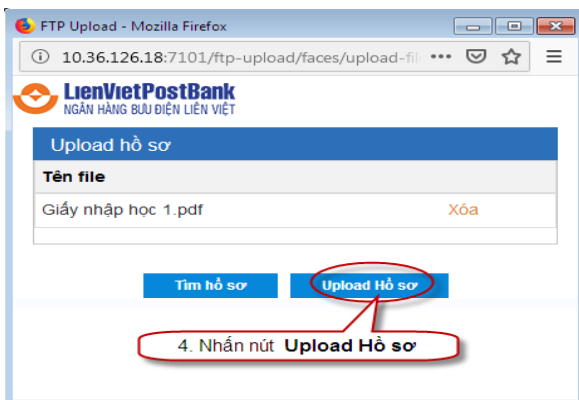 FTP Upload - Mozilla Firefox
10.36.126.18:7101/ftp-upload/faces/upload-fil
LIENVIETPOSTBANK
NGÂN HÀNG BƯU ĐIỆN LIÊN VIỆT
Upload hồ sơ
Tên file
Giấy nhập học 1.pdf Xóa
Tìm hồ sơ Upload Hồ sơ
4. Nhấn nút Upload Hồ sơ